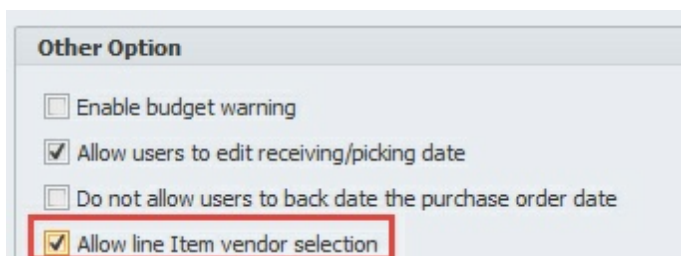 Other Option
Enable budget warning
Allow users to edit receiving/picking date
Do not allow users to back date the purchase order date
Allow line Item vendor selection